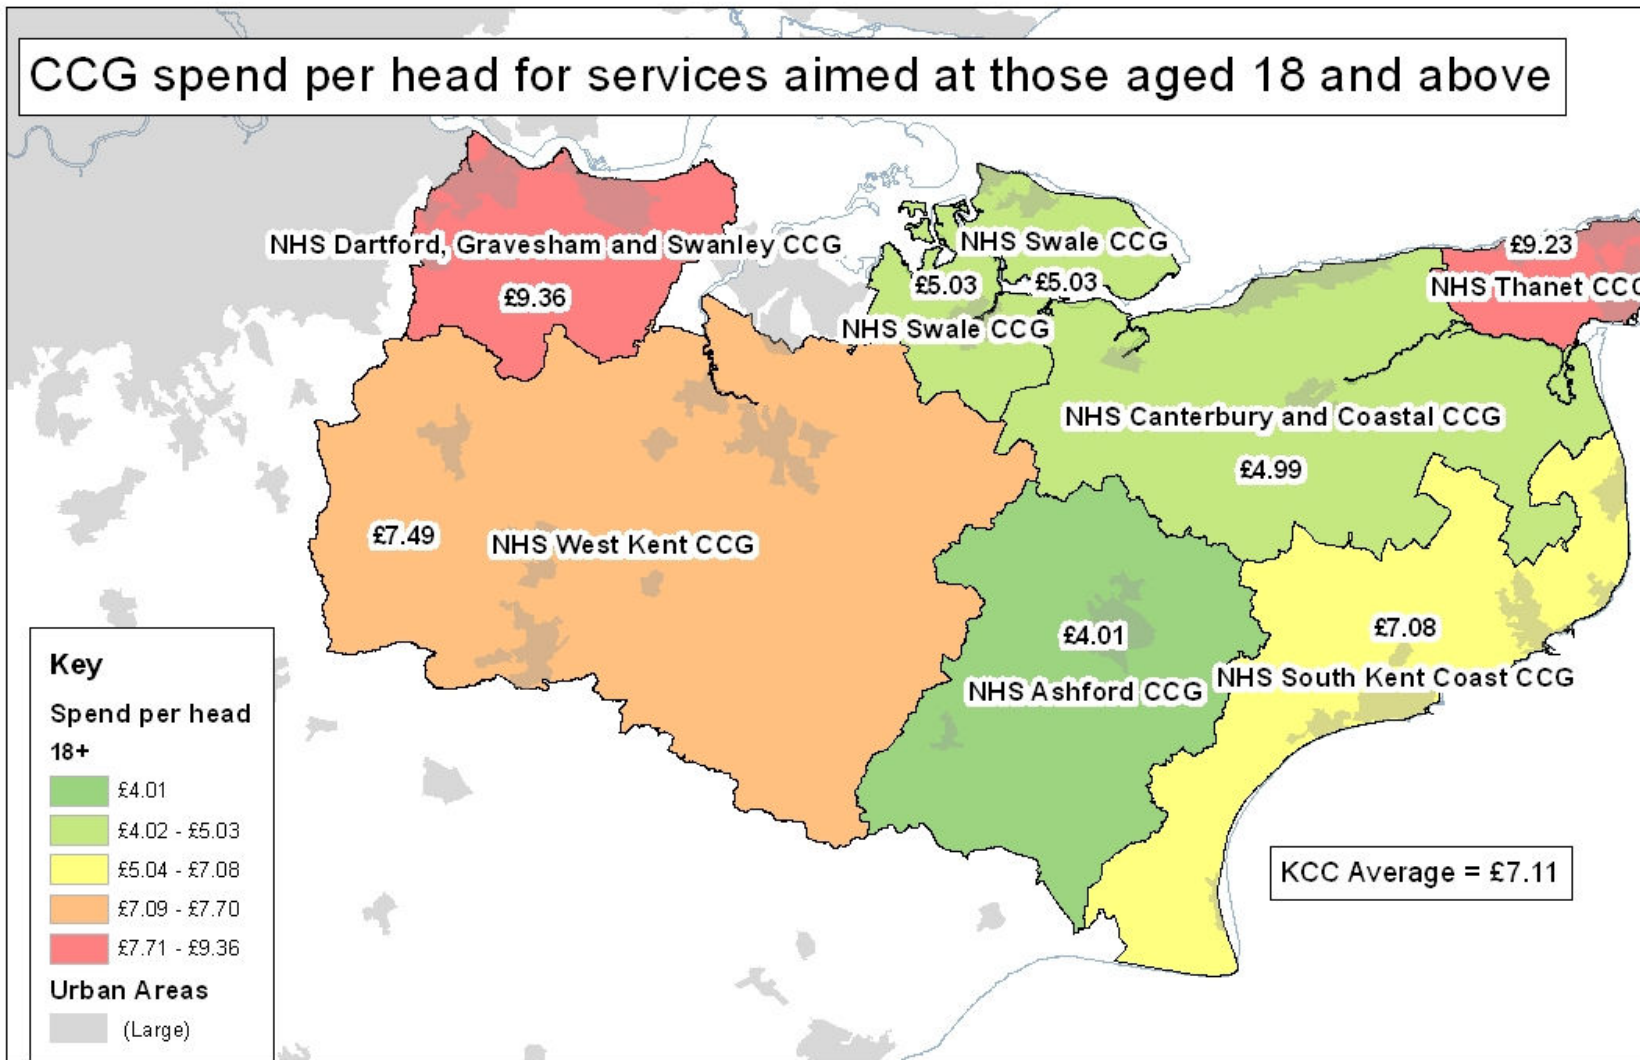 CCG spend per head for services aimed at those aged 18 and above
NHS Dartford, Gravesham and Swanley CCG
£9.36
NHS Swale CCG
£5.03
£5.03
NHS Swale CCG
£9.23
NHS Thanet CCG
NHS Canterbury and Coastal CCG
£4.99
£7.49
NHS West Kent CCG
£4.01
NHS Ashford CCG
£7.08
NHS South Kent Coast CCG
KCC Average = £7.11
Key
Spend per head
18+
£4.01
£4.02 - £5.03
£5.04 - £7.08
£7.09 - £7.70
£7.71 - £9.36
Urban Areas
(Large)